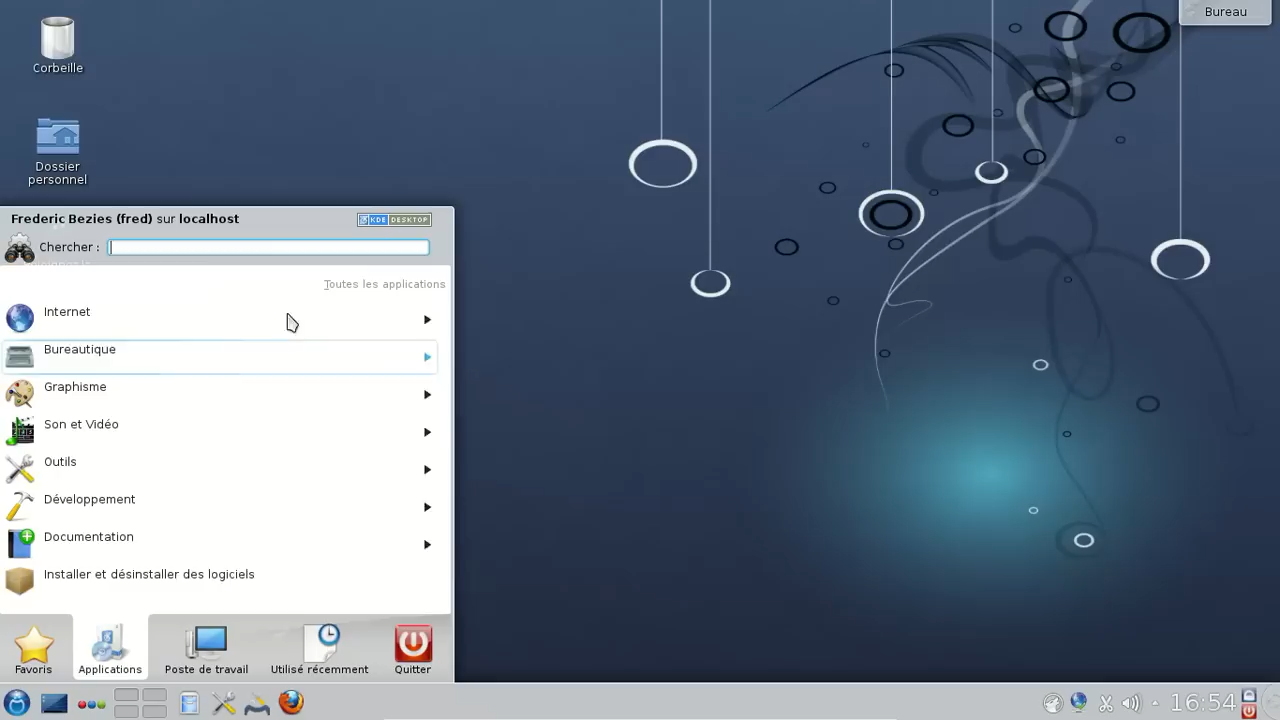 Bureau
Corbeille
Dossier
personnel
Frederic Bezies (fred) sur localhost
KDE DESKTOP
Chercher :
Toutes les applications
Internet
Bureautique
Graphisme
Son et Vidéo
Outils
Développement
Documentation
Installer et désinstaller des logiciels
Favoris
Applications
Poste de travail
Utilisé récemment
Quitter
16:54